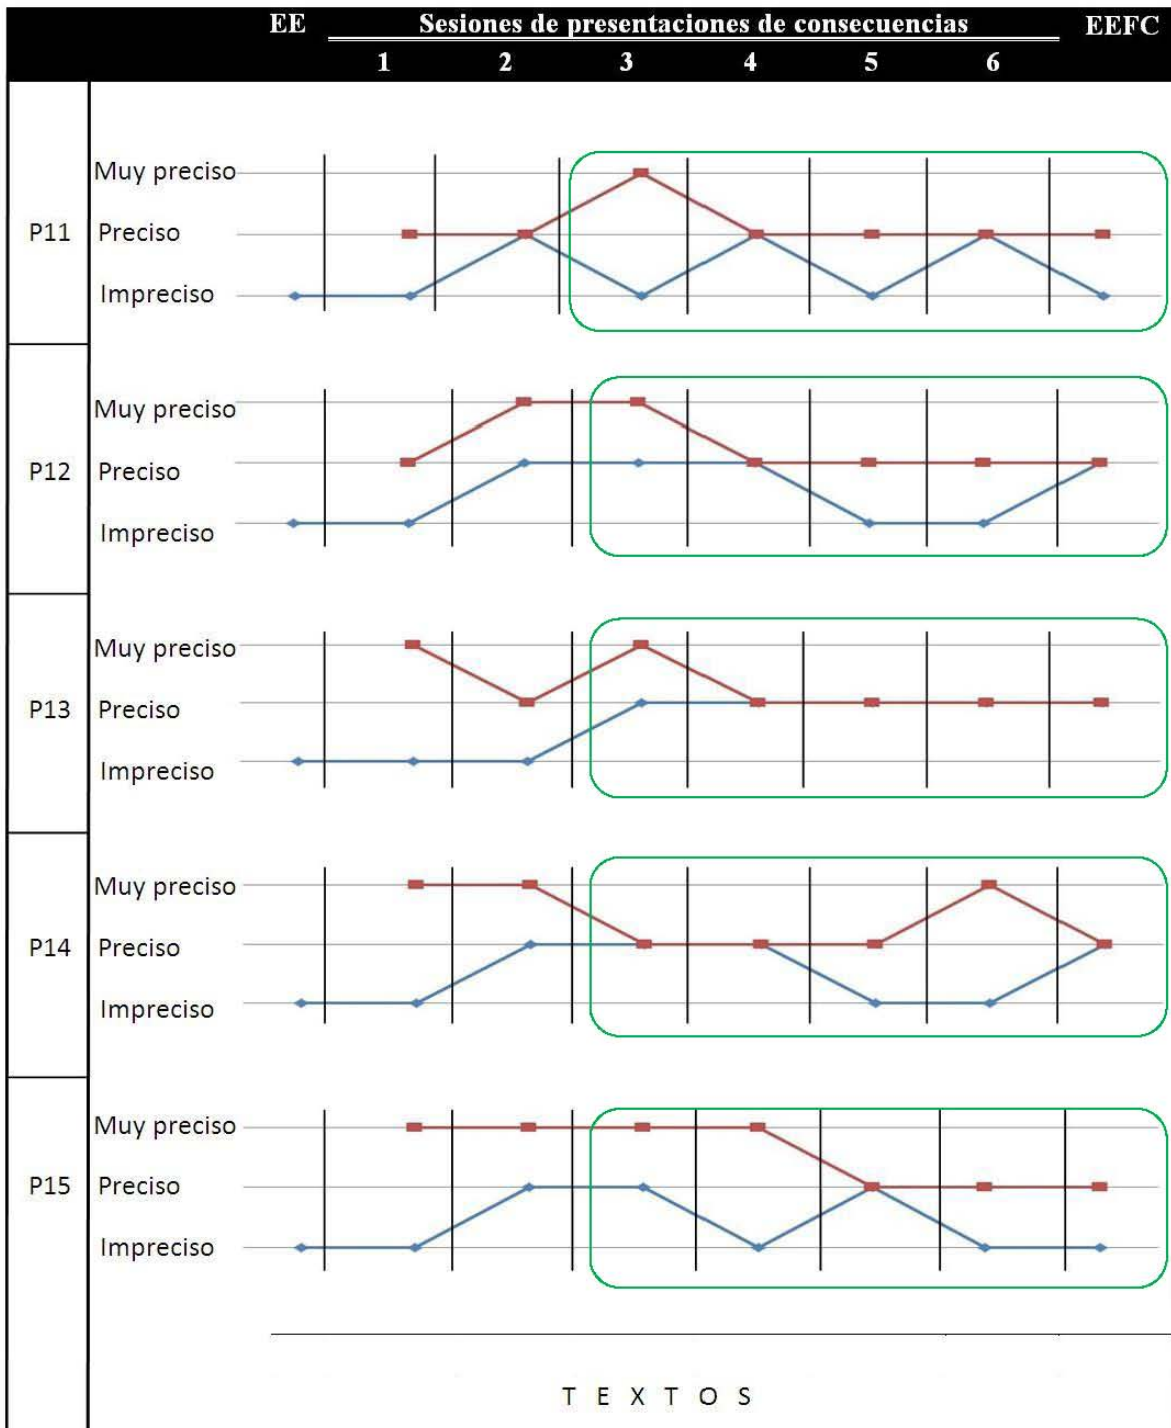 EE Sesiones de presentaciones de consecuencias EEFC
1 2 3 4 5 6
Muy preciso
P11 Preciso
Impreciso
Muy preciso
P12 Preciso
Impreciso
Muy preciso
P13 Preciso
Impreciso
Muy preciso
P14 Preciso
Impreciso
Muy preciso
P15 Preciso
Impreciso
T E X T O S